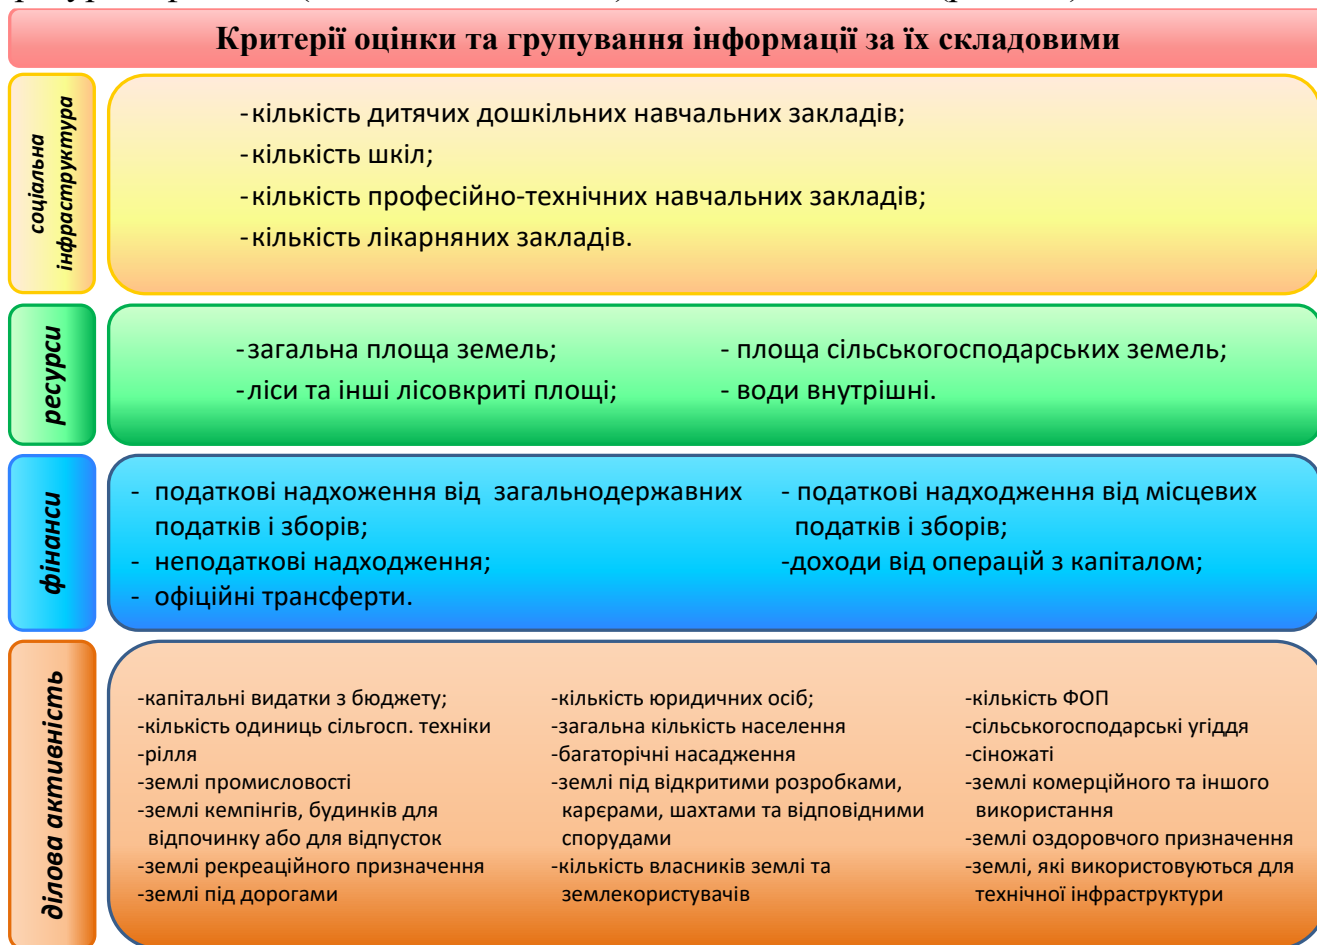 Критерії оцінки та групування інформації за їх складовими
соціальна
інфраструктура
-кількість дитячих дошкільних навчальних закладів;
-кількість шкіл;
-кількість професійно-технічних навчальних закладів;
-кількість лікарняних закладів.
ресурси
-загальна площа земель;
-ліси та інші лісовкриті площі;
- площа сільськогосподарських земель;
- води внутрішні.
фінанси
- податкові надхоження від загальнодержавних
податків і зборів;
- неподаткові надходження;
- офіційні трансферти.
- податкові надходження від місцевих
податків і зборів;
-доходи від операцій з капіталом;
ділова активність
-капітальні видатки з бюджету;
-кількість одиниць сільгосп. техніки
-рілля
-землі промисловості
-землі кемпінгів, будинків для
відпочинку або для відпусток
-землі рекреаційного призначення
-землі під дорогами
-кількість юридичних осіб;
-загальна кількість населення
-багаторічні насадження
-землі під відкритими розробками,
карєрами, шахтами та відповідними
спорудами
-кількість власників землі та
землекористувачів
-кількість ФОП
-сільськогосподарські угіддя
-сіножаті
-землі комерційного та іншого
використання
-землі оздоровчого призначення
-землі, які використовуються для
технічної інфраструктури